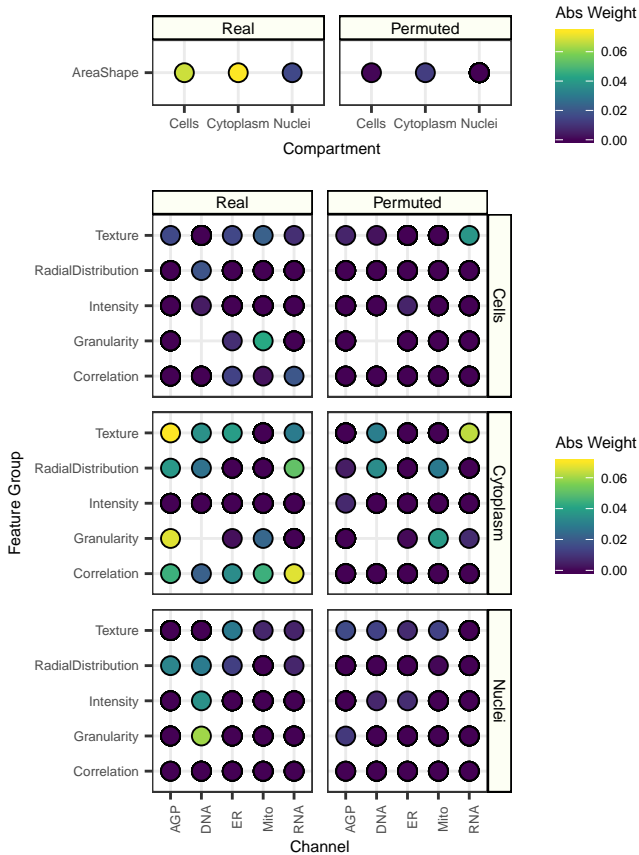 Abs Weight
0.06
0.04
0.02
0.00
Real
Permuted
AreaShape
Cells
Cytoplasm
Nuclei
Cells
Cytoplasm
Nuclei
Compartment
Real
Permuted
Texture
RadialDistribution
Intensity
Granularity
Correlation
Cells
Texture
RadialDistribution
Intensity
Granularity
Correlation
Cytoplasm
Texture
RadialDistribution
Intensity
Granularity
Correlation
Nuclei
Feature Group
AGP
DNA
ER
Mito
RNA
AGP
DNA
ER
Mito
RNA
Channel
Abs Weight
0.06
0.04
0.02
0.00